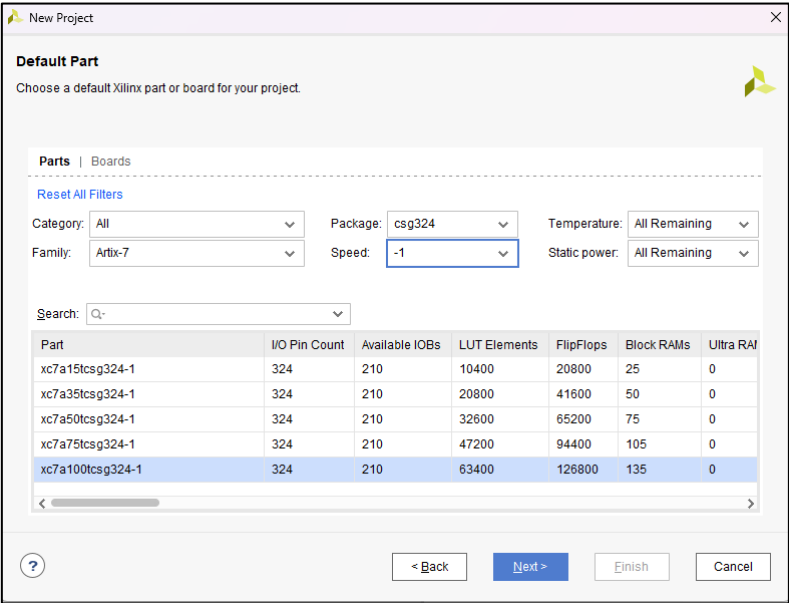 New Project
Default Part
Choose a default Xilinx part or board for your project.
Parts | Boards
Reset All Filters
Category: All Package: csg324 Temperature: All Remaining
Family: Artix-7 Speed: -1 Static power: All Remaining
Search: Q-
Part I/O Pin Count Available IOBs LUT Elements FlipFlops Block RAMs Ultra RAM
xc7a15tcsg324-1 324 210 10400 20800 25 0
xc7a35tcsg324-1 324 210 20800 41600 50 0
xc7a50tcsg324-1 324 210 32600 65200 75 0
xc7a75tcsg324-1 324 210 47200 94400 105 0
xc7a100tcsg324-1 324 210 63400 126800 135 0
? < Back Next > Finish Cancel